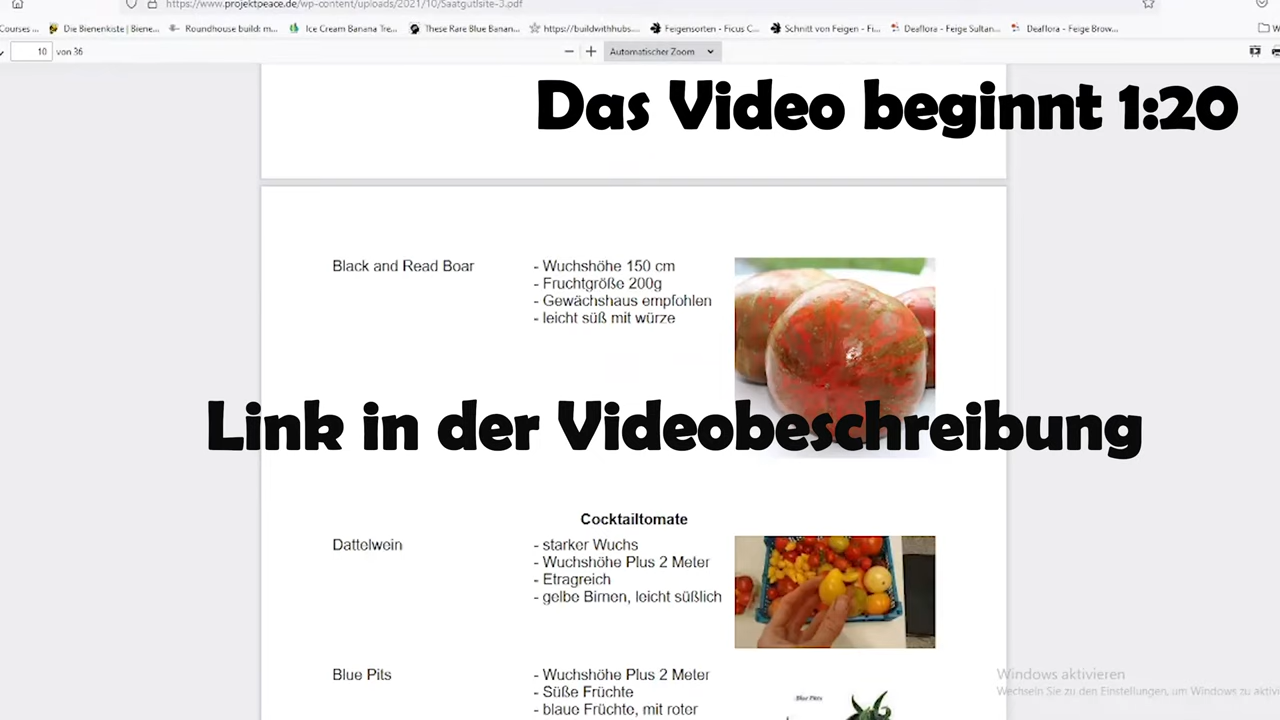 https://www.projektpeace.de/wp-content/uploads/2021/10/Saatgutlsite-3.pdf
Courses ... Die Bienenkiste | Biene... Roundhouse build: m... Ice Cream Banana Tre... These Rare Blue Banan... https://buildwithhubs... Feigensorten - Ficus C... Schnitt von Feigen - Fi... Deaflora - Feige Sultan... Deaflora - Feige Brow...
10 von 36 Automatischer Zoom
Das Video beginnt 1:20
Black and Read Boar
- Wuchshöhe 150 cm
- Fruchtgröße 200g
- Gewächshaus empfohlen
- leicht süß mit würze
Link in der Videobeschreibung
Cocktailtomate
Dattelwein
- starker Wuchs
- Wuchshöhe Plus 2 Meter
- Etragreich
- gelbe Birnen, leicht süßlich
Blue Pits
- Wuchshöhe Plus 2 Meter
- Süße Früchte
- blaue Früchte, mit roter
Blue Pits
Windows aktivieren
Wechseln Sie zu den Einstellungen, um Windows zu aktivi